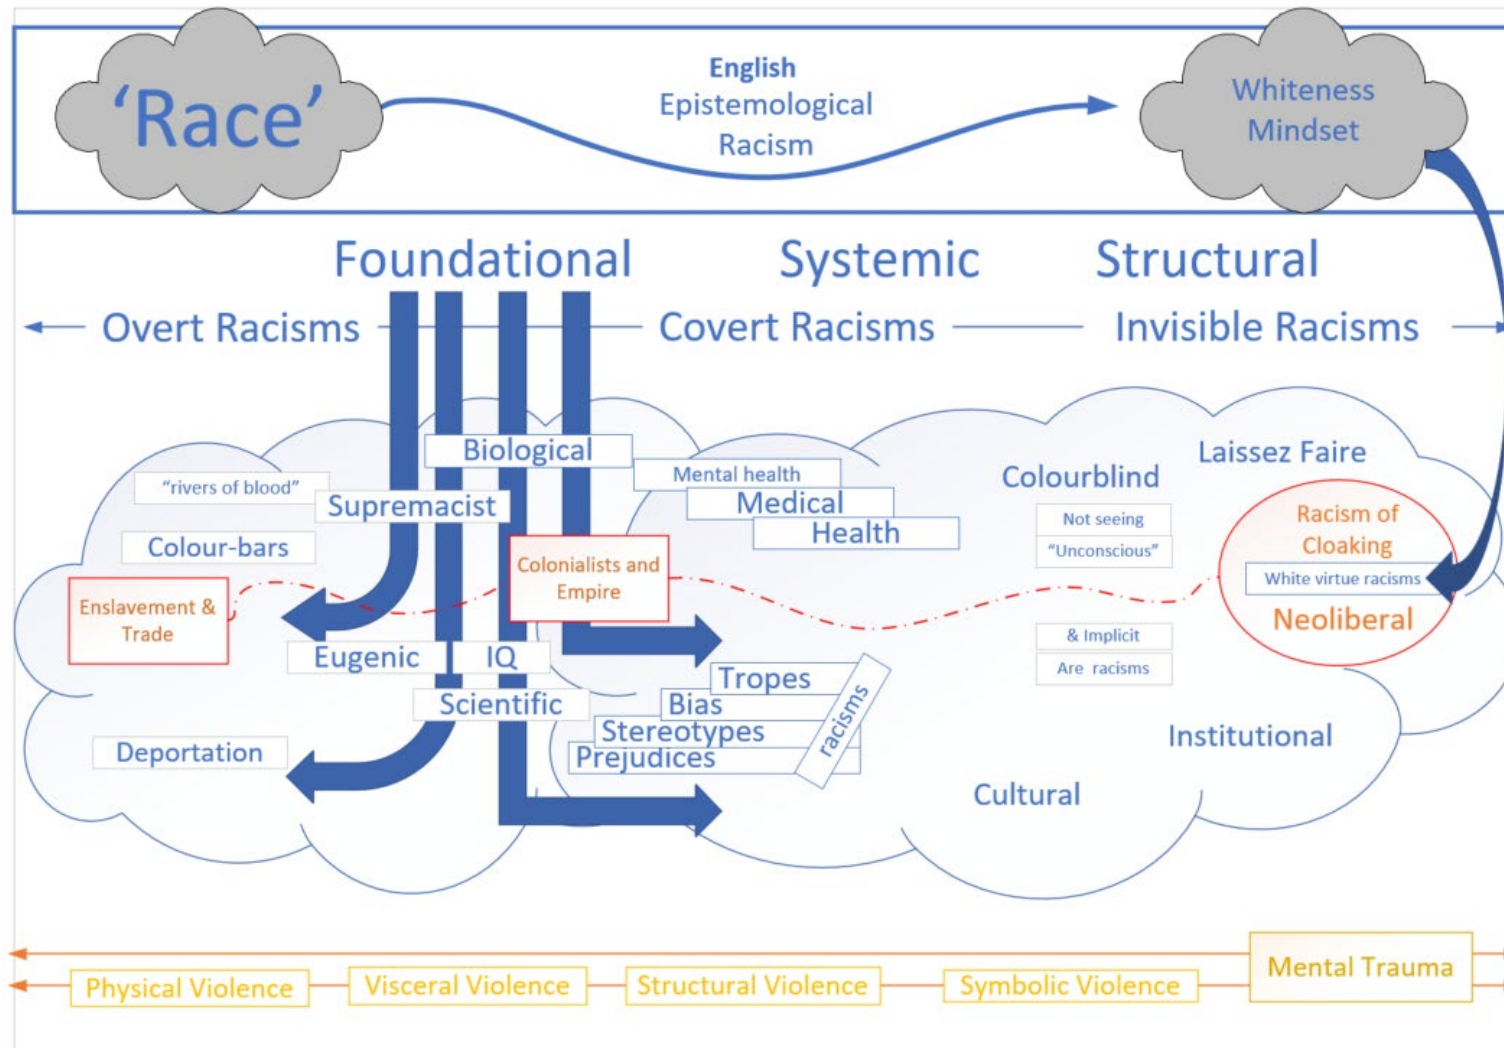 ‘Race’
English
Epistemological
Racism
Whiteness
Mindset
Foundational
Systemic
Structural
Overt Racisms
Covert Racisms
Invisible Racisms
Biological
“rivers of blood”
Supremacist
Colour-bars
Mental health
Medical
Health
Colourblind
Laissez Faire
Not seeing
“Unconscious”
Racism of
Cloaking
White virtue racisms
Neoliberal
Enslavement &
Trade
Colonialists and
Empire
Eugenic
IQ
Scientific
& Implicit
Are racisms
Tropes
Bias
Stereotypes
Prejudices
racisms
Deportation
Institutional
Cultural
Physical Violence
Visceral Violence
Structural Violence
Symbolic Violence
Mental Trauma